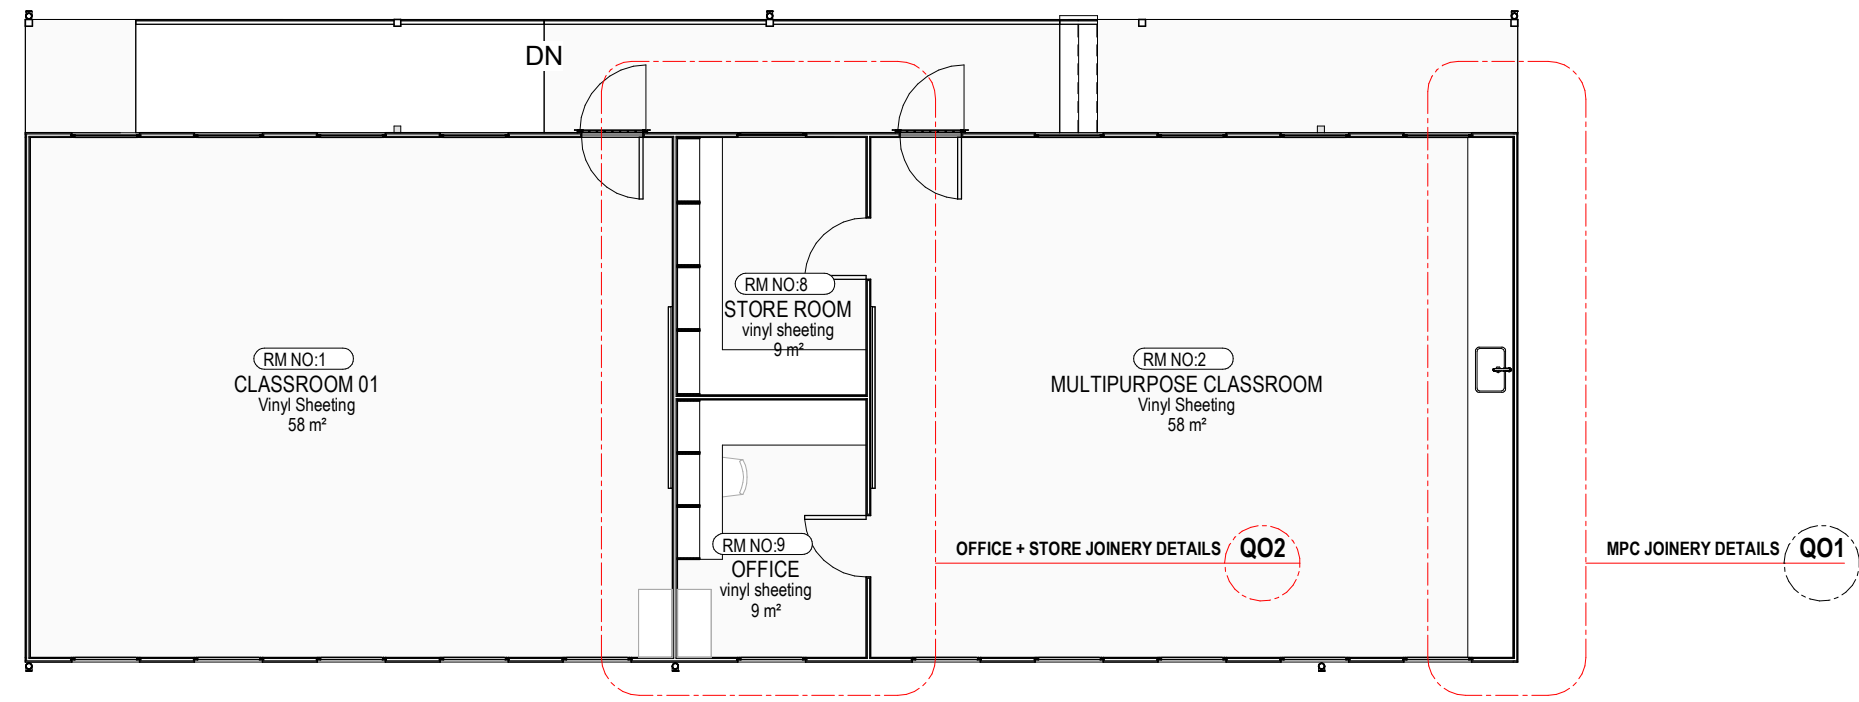 DN
RM NO:8
STORE ROOM
vinyl sheeting
9 m²
RM NO:1
CLASSROOM 01
Vinyl Sheeting
58 m²
RM NO:2
MULTIPURPOSE CLASSROOM
Vinyl Sheeting
58 m²
RM NO:9
OFFICE
vinyl sheeting
9 m²
OFFICE + STORE JOINERY DETAILS QO2
MPC JOINERY DETAILS QO1